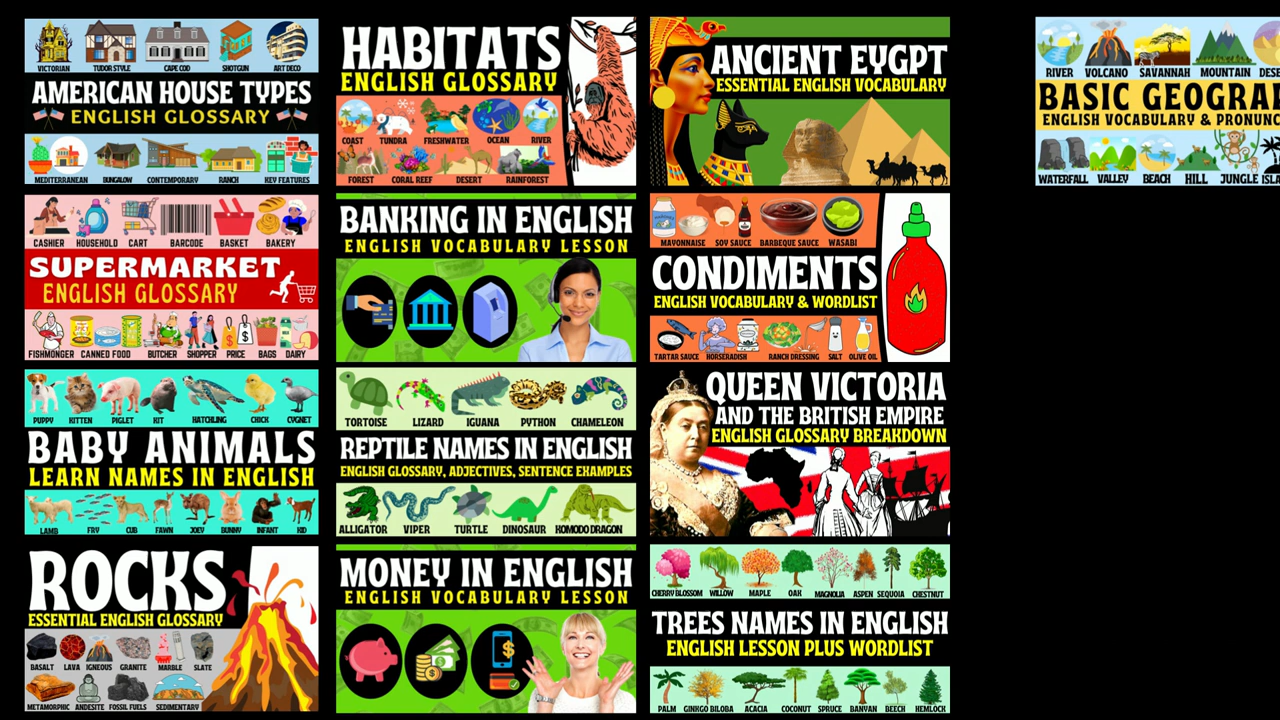 VICTORIAN TUDOR STYLE CAPE COD SHOTGUN ART DECO
AMERICAN HOUSE TYPES
ENGLISH GLOSSARY
MEDITERRANEAN BUNGALOW CONTEMPORARY RANCH KEY FEATURES
CASHIER HOUSEHOLD CART BARCODE BASKET BAKERY
SUPERMARKET
ENGLISH GLOSSARY
FISHMONGER CANNED FOOD BUTCHER SHOPPER PRICE BAGS DAIRY
PUPPY KITTEN PIGLET KIT HATCHLING CHICK CYGNET
BABY ANIMALS
LEARN NAMES IN ENGLISH
LAMB FRY CUB FAWN JOEY BUNNY INFANT KID
ROCKS
ESSENTIAL ENGLISH GLOSSARY
BASALT LAVA IGNEOUS GRANITE MARBLE SLATE
METAMORPHIC ANDESITE FOSSIL FUELS SEDIMENTARY
HABITATS
ENGLISH GLOSSARY
COAST TUNDRA FRESHWATER OCEAN RIVER
FOREST CORAL REEF DESERT RAINFOREST
BANKING IN ENGLISH
ENGLISH VOCABULARY LESSON
TORTOISE LIZARD IGUANA PYTHON CHAMELEON
REPTILE NAMES IN ENGLISH
ENGLISH GLOSSARY, ADJECTIVES, SENTENCE EXAMPLES
ALLIGATOR VIPER TURTLE DINOSAUR KOMODO DRAGON
MONEY IN ENGLISH
ENGLISH VOCABULARY LESSON
ANCIENT EYGPT
ESSENTIAL ENGLISH VOCABULARY
MAYONNAISE SOY SAUCE BARBEQUE SAUCE WASABI
CONDIMENTS
ENGLISH VOCABULARY & WORDLIST
TARTAR SAUCE HORSERADISH RANCH DRESSING SALT OLIVE OIL
QUEEN VICTORIA
AND THE BRITISH EMPIRE
ENGLISH GLOSSARY BREAKDOWN
CHERRY BLOSSOM WILLOW MAPLE OAK MAGNOLIA ASPEN SEQUOIA CHESTNUT
TREES NAMES IN ENGLISH
ENGLISH LESSON PLUS WORDLIST
PALM GINKGO BILOBA ACACIA COCONUT SPRUCE BANYAN BEECH HEMLOCK
RIVER VOLCANO SAVANNAH MOUNTAIN DESE
BASIC GEOGRA
ENGLISH VOCABULARY & PRONUNC
WATERFALL VALLEY BEACH HILL JUNGLE ISLA